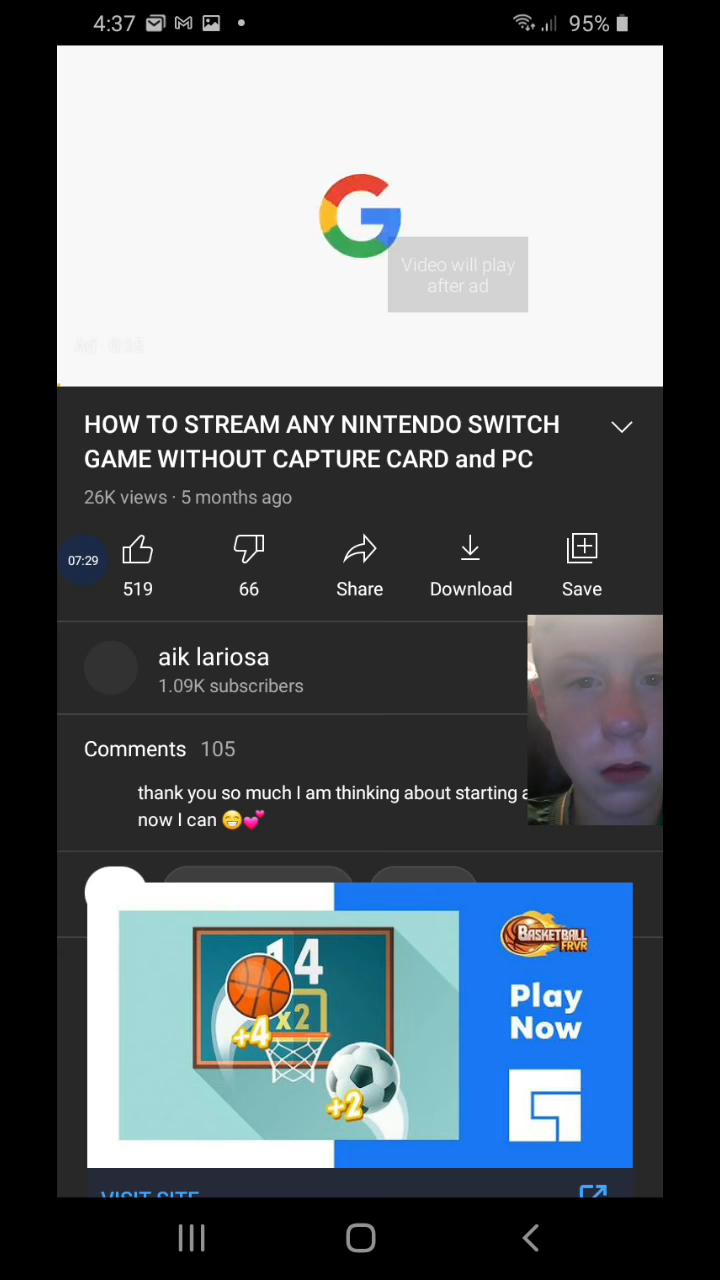 4:37
95%
Video will play
after ad
HOW TO STREAM ANY NINTENDO SWITCH
GAME WITHOUT CAPTURE CARD and PC
26K views · 5 months ago
07:29
519
66
Share
Download
Save
aik lariosa
1.09K subscribers
Comments 105
thank you so much I am thinking about starting
now I can 😁💕
14
x2
+4
+2
BASKETBALL
FRVR
Play
Now
VISIT SITE